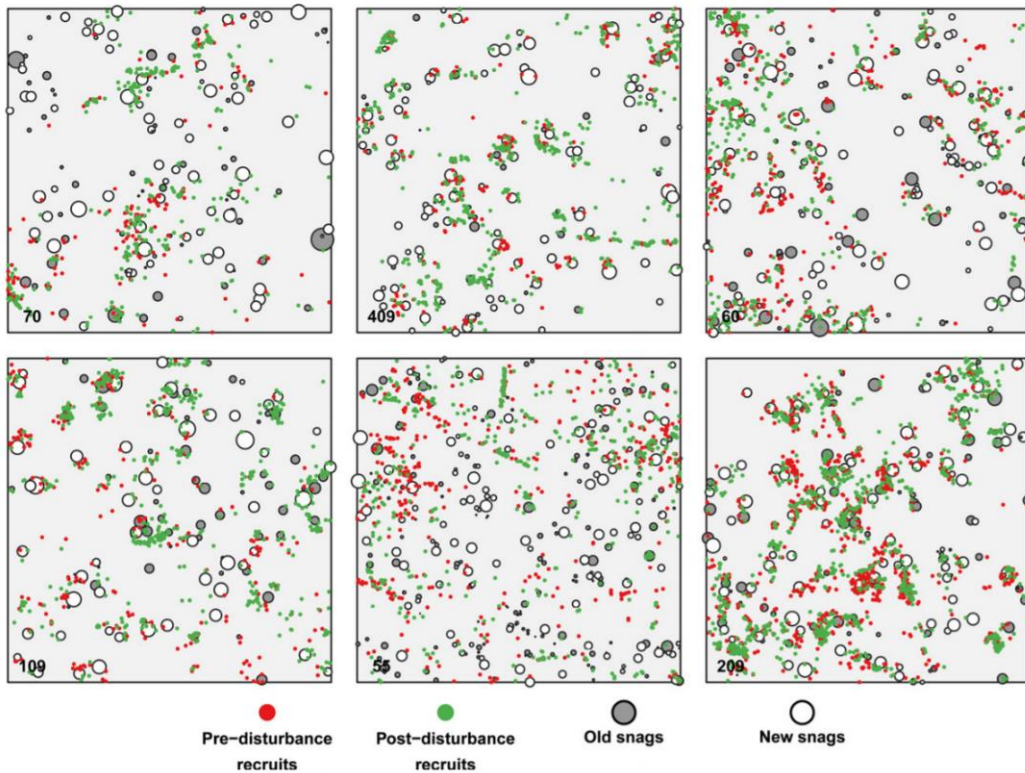 70
409
60
109
55
209
Pre−disturbance
recruits
Post−disturbance
recruits
Old snags
New snags